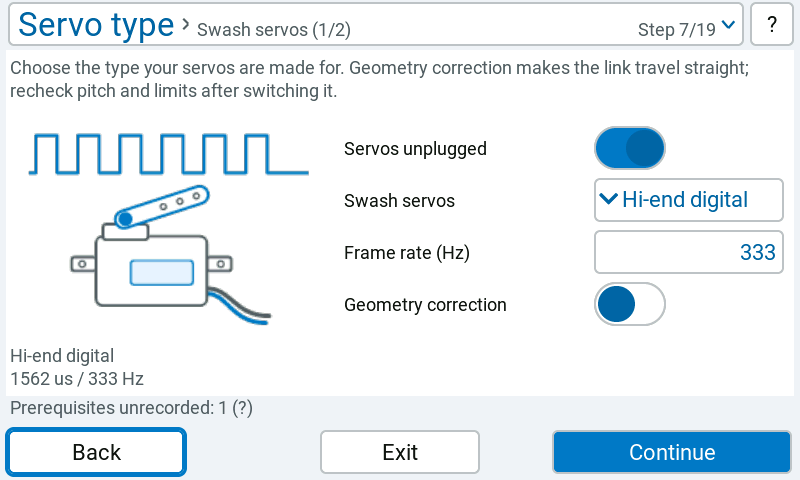 Servo type › Swash servos (1/2) Step 7/19 ?
Choose the type your servos are made for. Geometry correction makes the link travel straight;
recheck pitch and limits after switching it.
Servos unplugged
Swash servos Hi-end digital
Frame rate (Hz) 333
Geometry correction
Hi-end digital
1562 us / 333 Hz
Prerequisites unrecorded: 1 (?)
Back Exit Continue